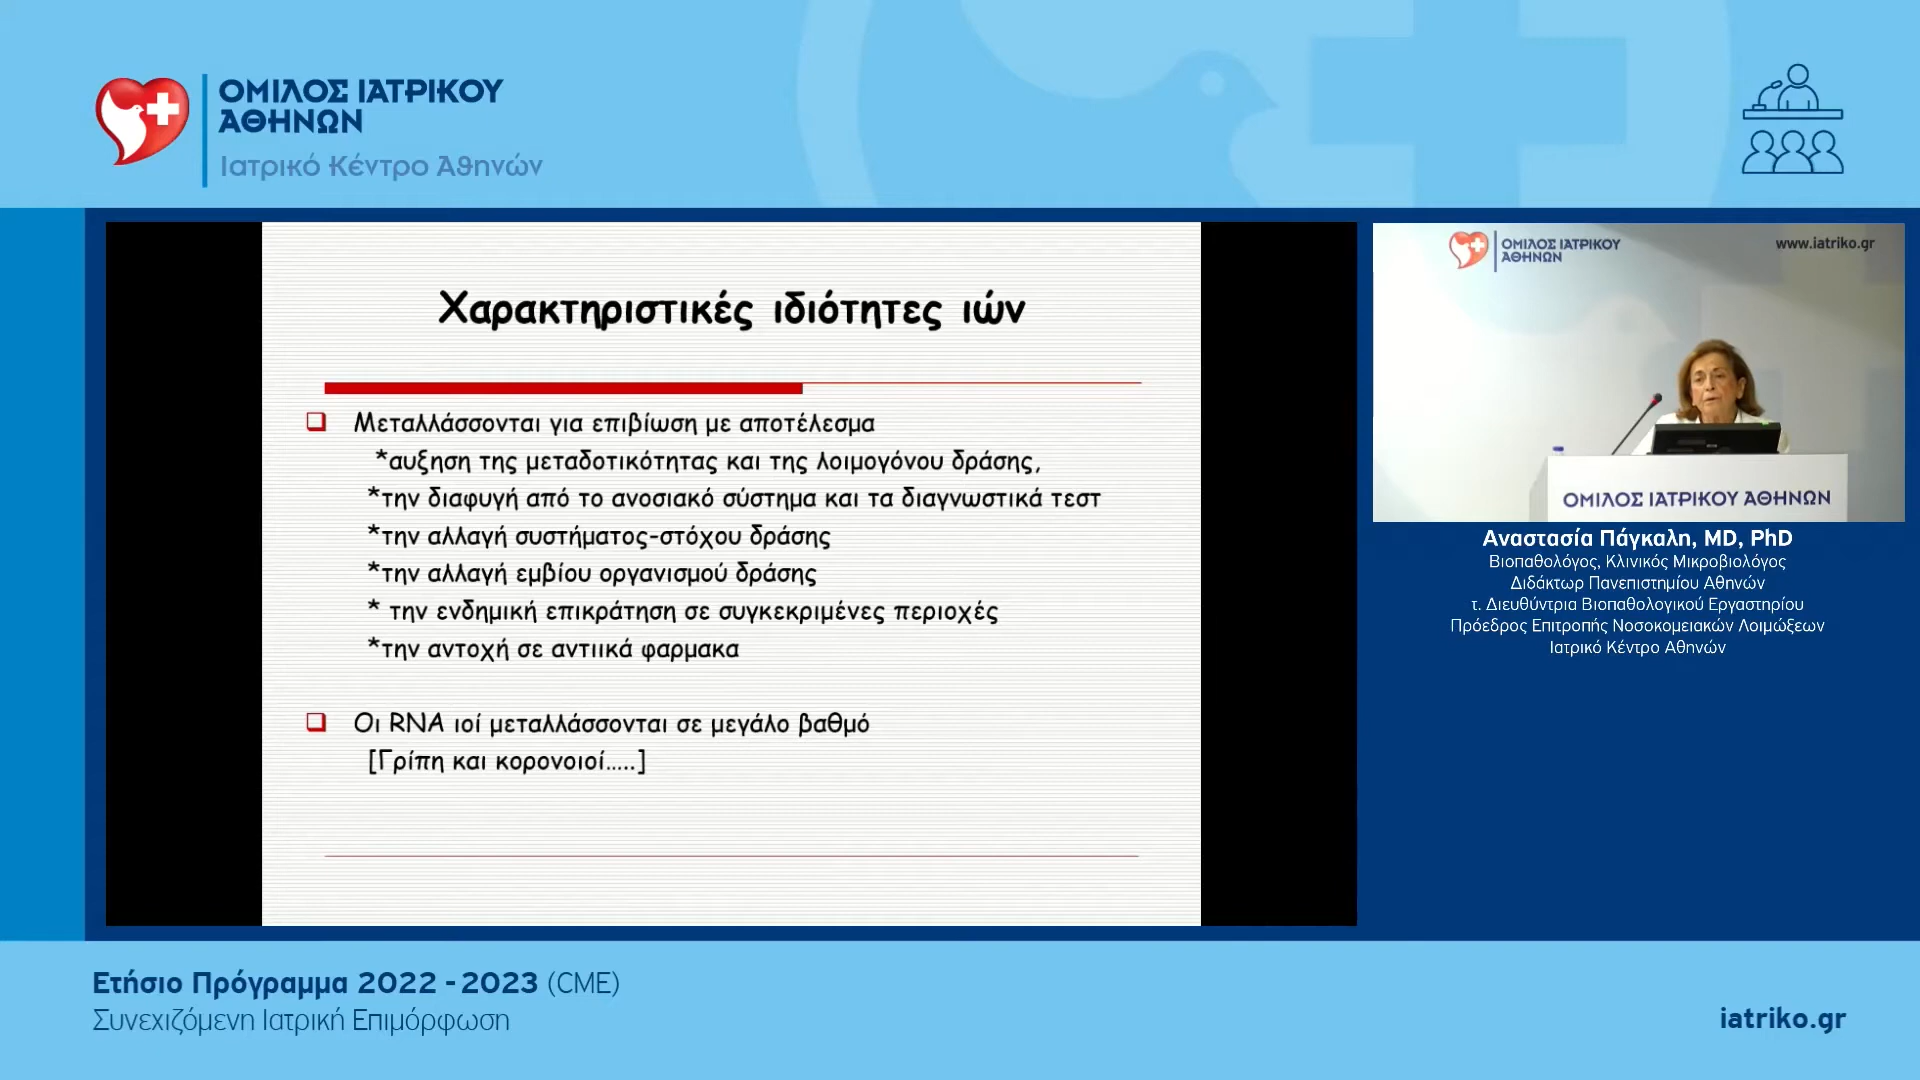 ΟΜΙΛΟΣ ΙΑΤΡΙΚΟΥ
ΑΘΗΝΩΝ
Ιατρικό Κέντρο Αθηνών
Χαρακτηριστικές ιδιότητες ιών
Μεταλλάσσονται για επιβίωση με αποτέλεσμα
*αυξηση της μεταδοτικότητας και της λοιμογόνου δράσης,
*την διαφυγή από το ανοσιακό σύστημα και τα διαγνωστικά τεστ
*την αλλαγή συστήματος-στόχου δράσης
*την αλλαγή εμβίου οργανισμού δράσης
* την ενδημική επικράτηση σε συγκεκριμένες περιοχές
*την αντοχή σε αντιικά φαρμακα
Οι RNA ιοί μεταλλάσσονται σε μεγάλο βαθμό
[Γρίπη και κορονοιοί…..]
ΟΜΙΛΟΣ ΙΑΤΡΙΚΟΥ
ΑΘΗΝΩΝ
www.iatriko.gr
ΟΜΙΛΟΣ ΙΑΤΡΙΚΟΥ ΑΘΗΝΩΝ
Αναστασία Πάγκαλη, MD, PhD
Βιοπαθολόγος, Κλινικός Μικροβιολόγος
Διδάκτωρ Πανεπιστημίου Αθηνών
τ. Διευθύντρια Βιοπαθολογικού Εργαστηρίου
Πρόεδρος Επιτροπής Νοσοκομειακών Λοιμώξεων
Ιατρικό Κέντρο Αθηνών
Ετήσιο Πρόγραμμα 2022 - 2023 (CME)
Συνεχιζόμενη Ιατρική Επιμόρφωση
iatriko.gr